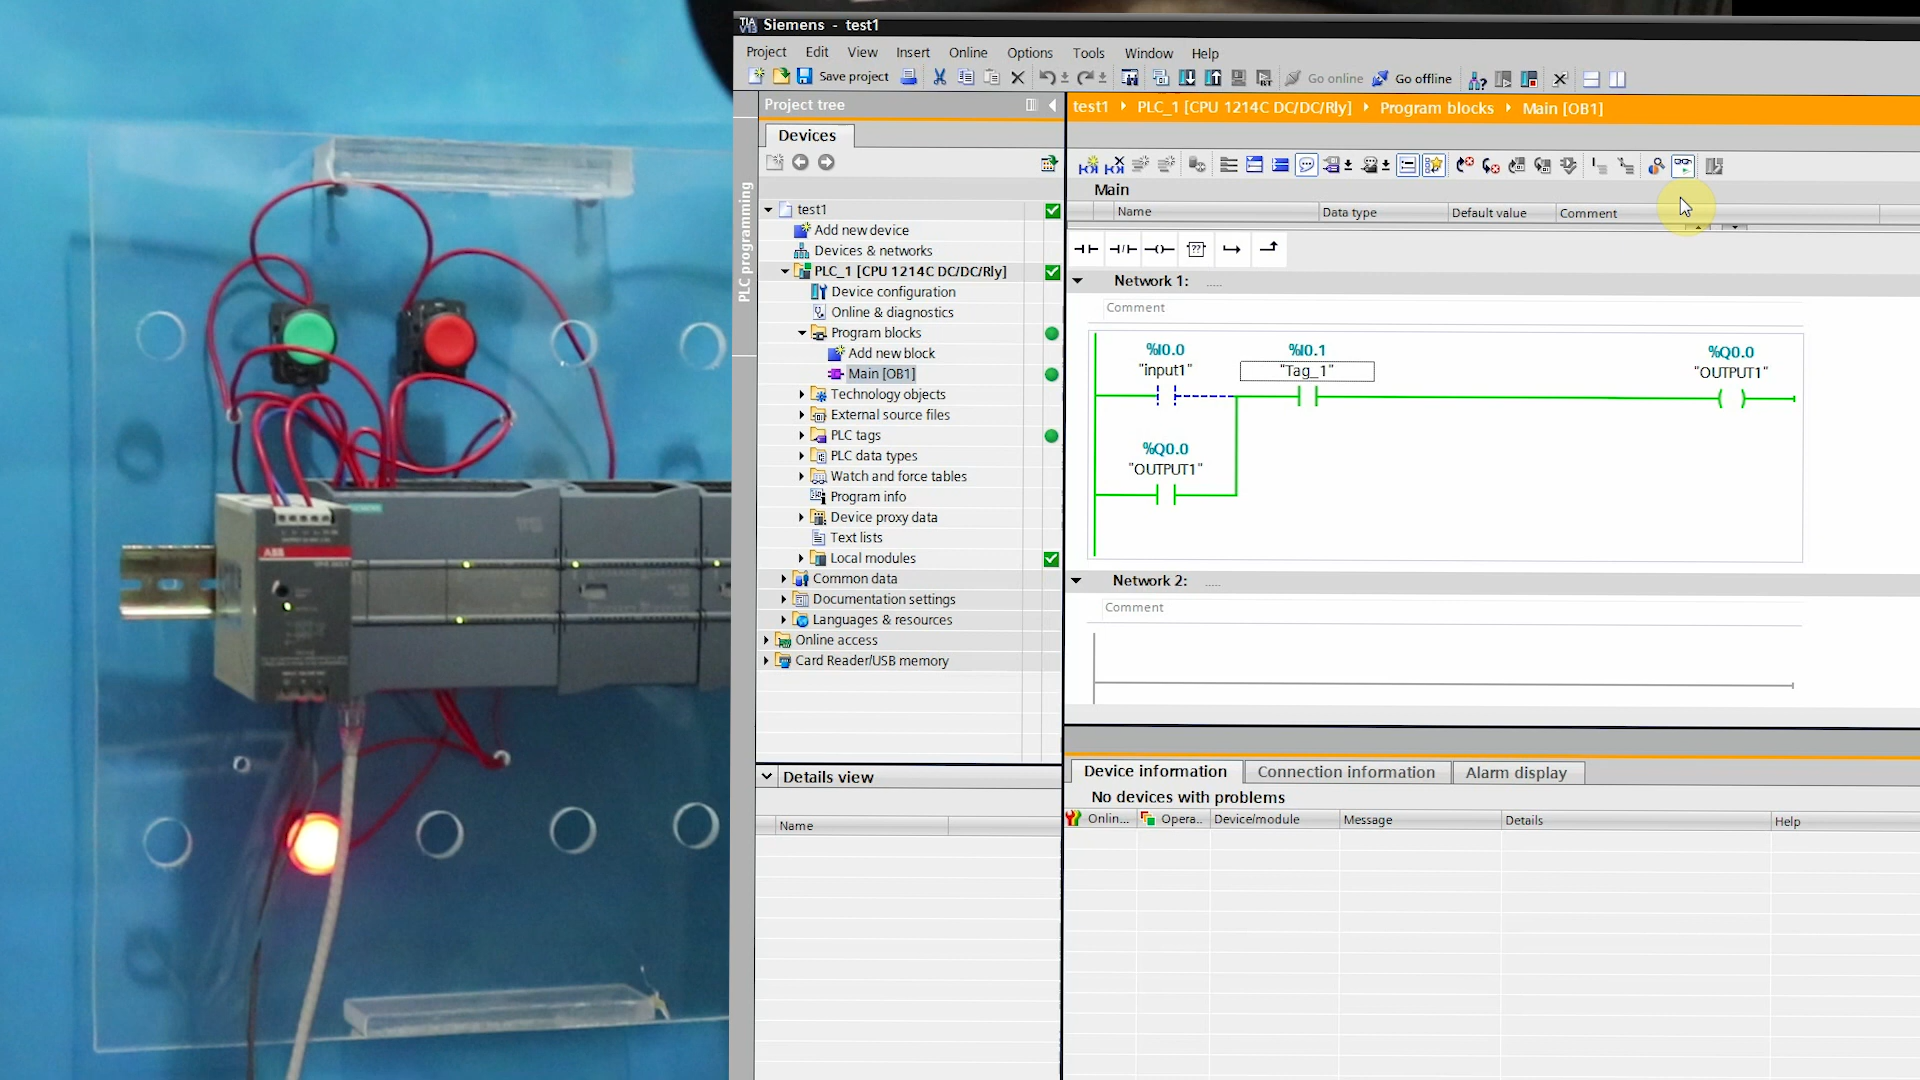 TIA
V13
Siemens - test1
Project Edit View Insert Online Options Tools Window Help
Save project
Go online
Go offline
Project tree
Devices
PLC programming
test1
Add new device
Devices & networks
PLC_1 [CPU 1214C DC/DC/Rly]
Device configuration
Online & diagnostics
Program blocks
Add new block
Main [OB1]
Technology objects
External source files
PLC tags
PLC data types
Watch and force tables
Program info
Device proxy data
Text lists
Local modules
Common data
Documentation settings
Languages & resources
Online access
Card Reader/USB memory
Details view
Name
test1 PLC_1 [CPU 1214C DC/DC/Rly] Program blocks Main [OB1]
Main
Name Data type Default value Comment
??
Network 1: .....
Comment
%I0.0
"input1"
%I0.1
"Tag_1"
%Q0.0
"OUTPUT1"
%Q0.0
"OUTPUT1"
Network 2: .....
Comment
Device information Connection information Alarm display
No devices with problems
Onlin... Opera.. Device/module Message Details Help
ABB
SIEMENS